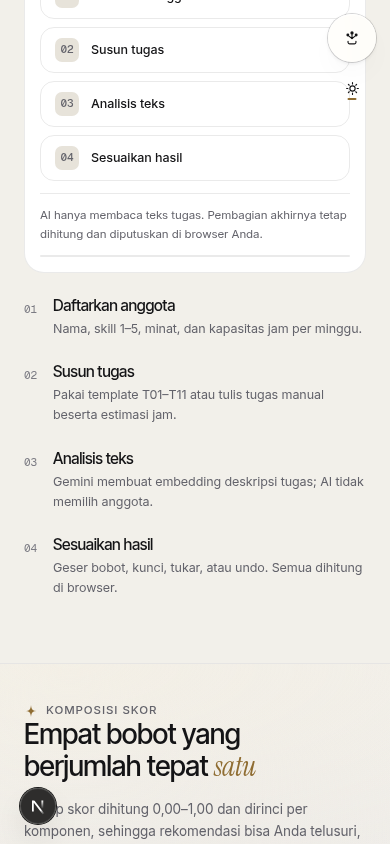 02 Susun tugas
03 Analisis teks
04 Sesuaikan hasil
AI hanya membaca teks tugas. Pembagian akhirnya tetap
dihitung dan diputuskan di browser Anda.
01 Daftarkan anggota
Nama, skill 1–5, minat, dan kapasitas jam per minggu.
02 Susun tugas
Pakai template T01–T11 atau tulis tugas manual
beserta estimasi jam.
03 Analisis teks
Gemini membuat embedding deskripsi tugas; AI tidak
memilih anggota.
04 Sesuaikan hasil
Geser bobot, kunci, tukar, atau undo. Semua dihitung
di browser.
KOMPOSISI SKOR
Empat bobot yang
berjumlah tepat satu
N
skor dihitung 0,00–1,00 dan dirinci per
komponen, sehingga rekomendasi bisa Anda telusuri,